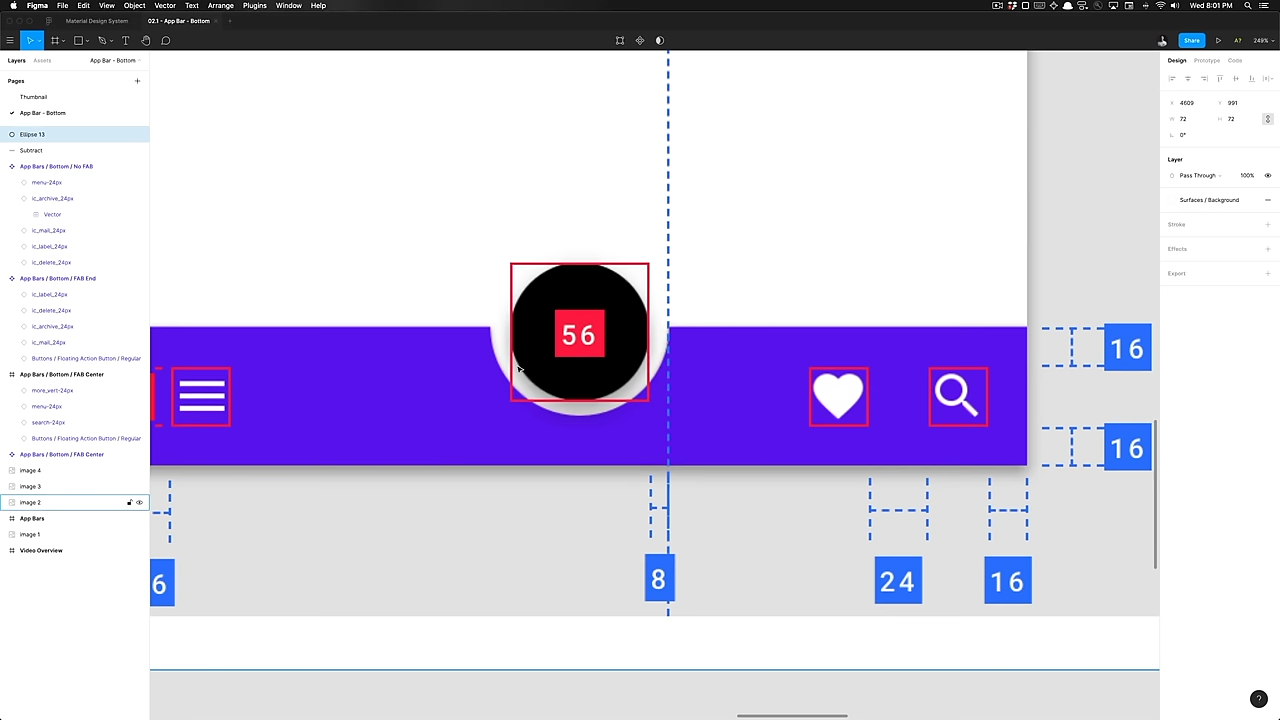 Figma File Edit View Object Vector Text Arrange Plugins Window Help Wed 8:01 PM
Material Design System 02.1 - App Bar - Bottom
Share A? 249%
Layers Assets App Bar - Bottom
Pages
Thumbnail
App Bar - Bottom
Ellipse 13
Subtract
App Bars / Bottom / No FAB
menu-24px
ic_archive_24px
Vector
ic_mail_24px
ic_label_24px
ic_delete_24px
App Bars / Bottom / FAB End
ic_label_24px
ic_delete_24px
ic_archive_24px
ic_mail_24px
Buttons / Floating Action Button / Regular
App Bars / Bottom / FAB Center
more_vert-24px
menu-24px
search-24px
Buttons / Floating Action Button / Regular
App Bars / Bottom / FAB Center
image 4
image 3
image 2
App Bars
image 1
Video Overview
56
16
16
6
8
24
16
Design Prototype Code
X 4609 Y 991
W 72 H 72
0°
Layer
Pass Through 100%
Surfaces / Background
Stroke
Effects
Export
?